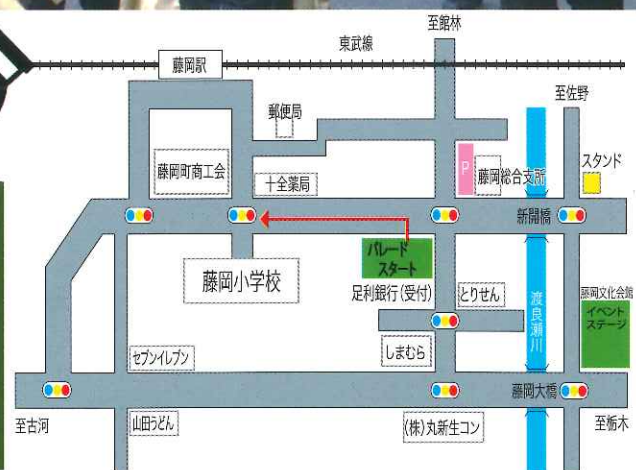 至館林
東武線
藤岡駅
至佐野
郵便局
スタンド
藤岡町商工会
十全薬局
P
藤岡総合支所
新開橋
パレード
スタート
藤岡小学校
足利銀行(受付)
とりせん
渡良瀬川
藤岡文化会館
イベント
ステージ
セブンイレブン
しまむら
藤岡大橋
至古河
山田うどん
(株)丸新生コン
至栃木